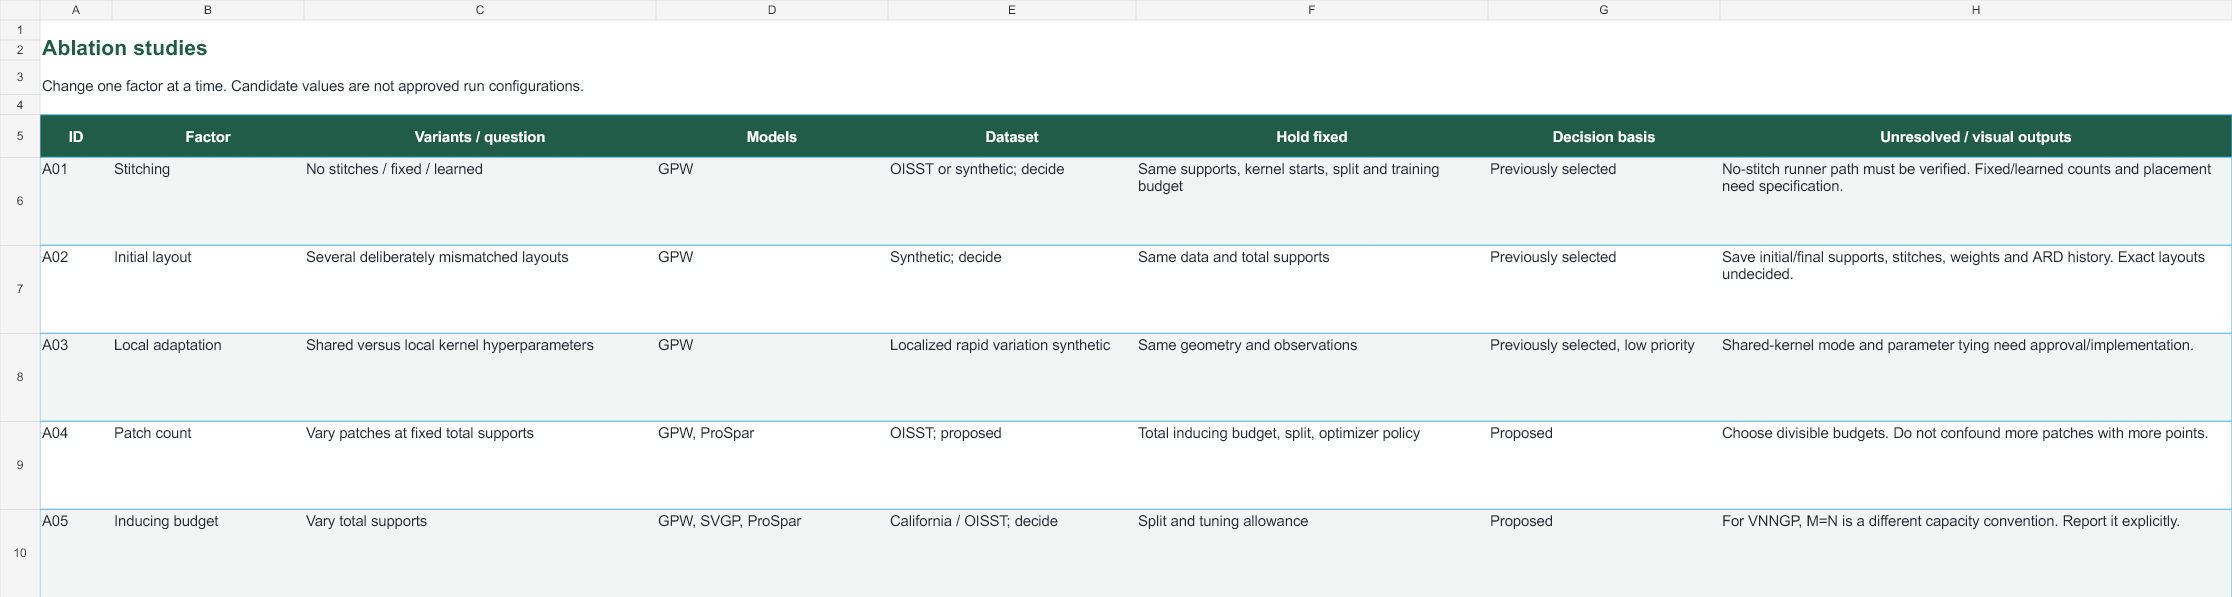 A B C D E F G H
1
2 Ablation studies
3 Change one factor at a time. Candidate values are not approved run configurations.
4
5 ID Factor Variants / question Models Dataset Hold fixed Decision basis Unresolved / visual outputs
6 A01 Stitching No stitches / fixed / learned GPW OISST or synthetic; decide Same supports, kernel starts, split and training Previously selected No-stitch runner path must be verified. Fixed/learned counts and placement
budget need specification.
7 A02 Initial layout Several deliberately mismatched layouts GPW Synthetic; decide Same data and total supports Previously selected Save initial/final supports, stitches, weights and ARD history. Exact layouts
undecided.
8 A03 Local adaptation Shared versus local kernel hyperparameters GPW Localized rapid variation synthetic Same geometry and observations Previously selected, low priority Shared-kernel mode and parameter tying need approval/implementation.
9 A04 Patch count Vary patches at fixed total supports GPW, ProSpar OISST; proposed Total inducing budget, split, optimizer policy Proposed Choose divisible budgets. Do not confound more patches with more points.
10 A05 Inducing budget Vary total supports GPW, SVGP, ProSpar California / OISST; decide Split and tuning allowance Proposed For VNNGP, M=N is a different capacity convention. Report it explicitly.